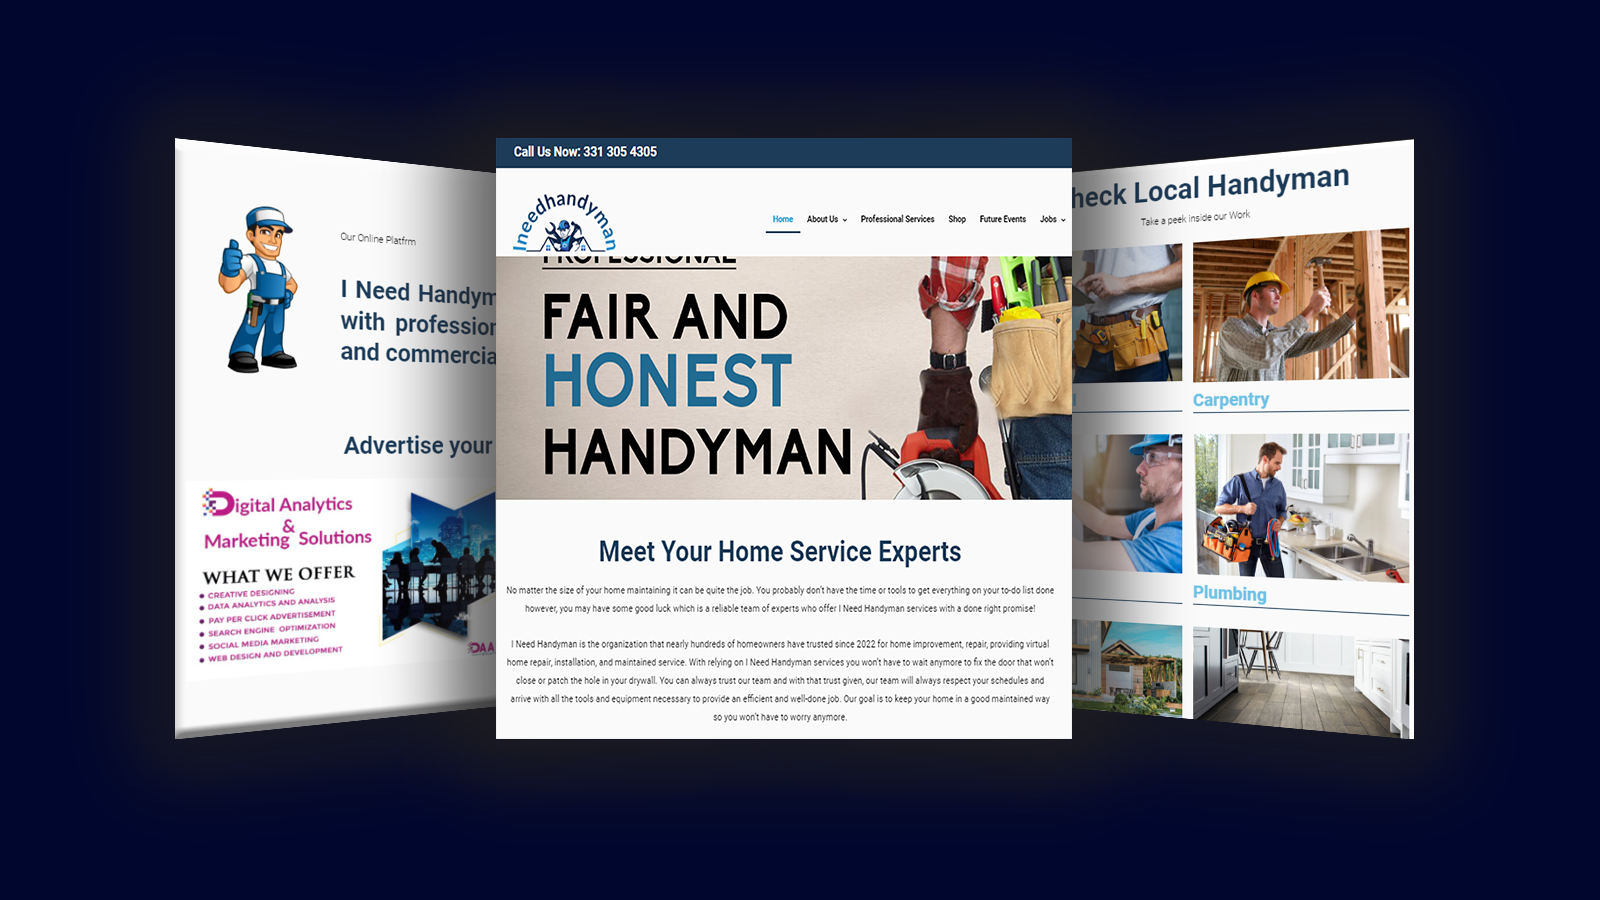 Our Online Platfrm
I Need Handym
with profession
and commercia
Advertise your
Digital Analytics
&
Marketing Solutions
WHAT WE OFFER
CREATIVE DESIGNING
DATA ANALYTICS AND ANALYSIS
PAY PER CLICK ADVERTISEMENT
SEARCH ENGINE OPTIMIZATION
SOCIAL MEDIA MARKETING
WEB DESIGN AND DEVELOPMENT
DAA
Call Us Now: 331 305 4305
Ineedhandyman
Home About Us Professional Services Shop Future Events Jobs
PROFESSIONAL
FAIR AND
HONEST
HANDYMAN
Meet Your Home Service Experts
No matter the size of your home maintaining it can be quite the job. You probably don't have the time or tools to get everything on your to-do list done
however, you may have some good luck which is a reliable team of experts who offer I Need Handyman services with a done right promise!
I Need Handyman is the organization that nearly hundreds of homeowners have trusted since 2022 for home improvement, repair, providing virtual
home repair, installation, and maintained service. With relying on I Need Handyman services you won't have to wait anymore to fix the door that won't
close or patch the hole in your drywall. You can always trust our team and with that trust given, our team will always respect your schedules and
arrive with all the tools and equipment necessary to provide an efficient and well-done job. Our goal is to keep your home in a good maintained way
so you won't have to worry anymore.
heck Local Handyman
Take a peek inside our Work
Carpentry
Plumbing